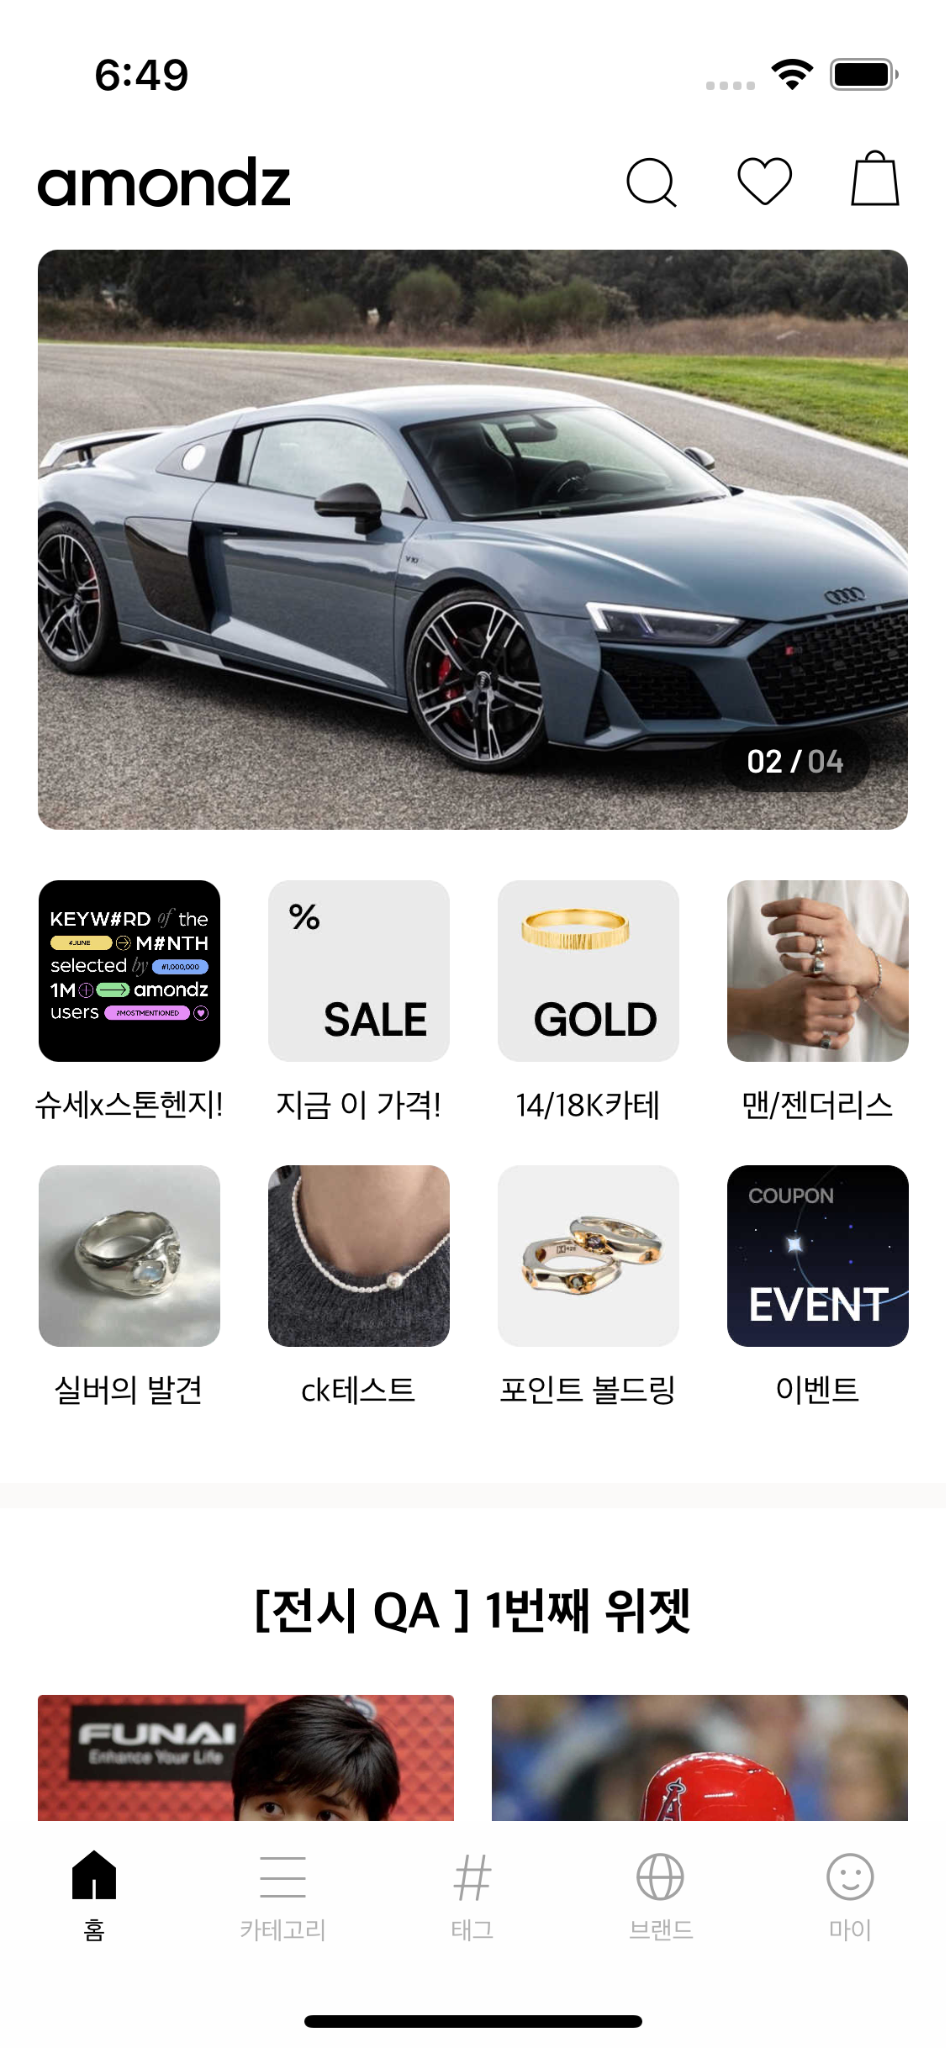 6:49
amondz
V10
02 / 04
KEYW#RD of the
#JUNE M#NTH
selected by #1,000,000
1M amondz
users #MOSTMENTIONED
%
SALE
GOLD
슈세x스톤헨지!
지금 이 가격!
14/18K카테
맨/젠더리스
COUPON
EVENT
실버의 발견
ck테스트
포인트 볼드링
이벤트
[전시 QA ] 1번째 위젯
FUNAI
Enhance Your Life
A
홈
카테고리
태그
브랜드
마이